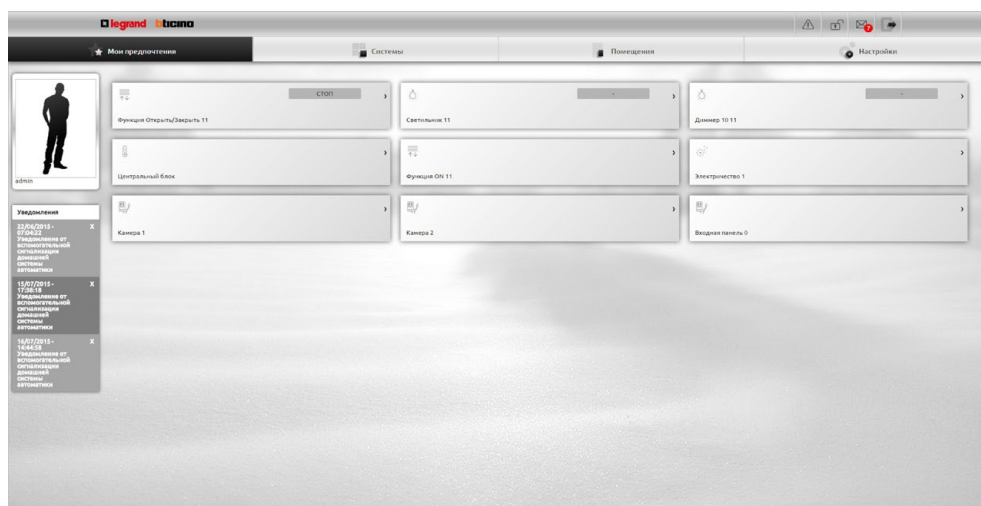 legrand bticino
7
Мои предпочтения
Системы
Помещения
Настройки
admin
Уведомления
22/06/2015 - X
07:04:22
Уведомление от
вспомогательной
сигнализации
домашней
системы
автоматики
15/07/2015 - X
17:38:18
Уведомление от
вспомогательной
сигнализации
домашней
системы
автоматики
16/07/2015 - X
14:44:58
Уведомление от
вспомогательной
сигнализации
домашней
системы
автоматики
стоп
Функция Открыть/Закрыть 11
-
Светильник 11
-
Диммер 10 11
Центральный блок
Функция ON 11
Электричество 1
Камера 1
Камера 2
Входная панель 0